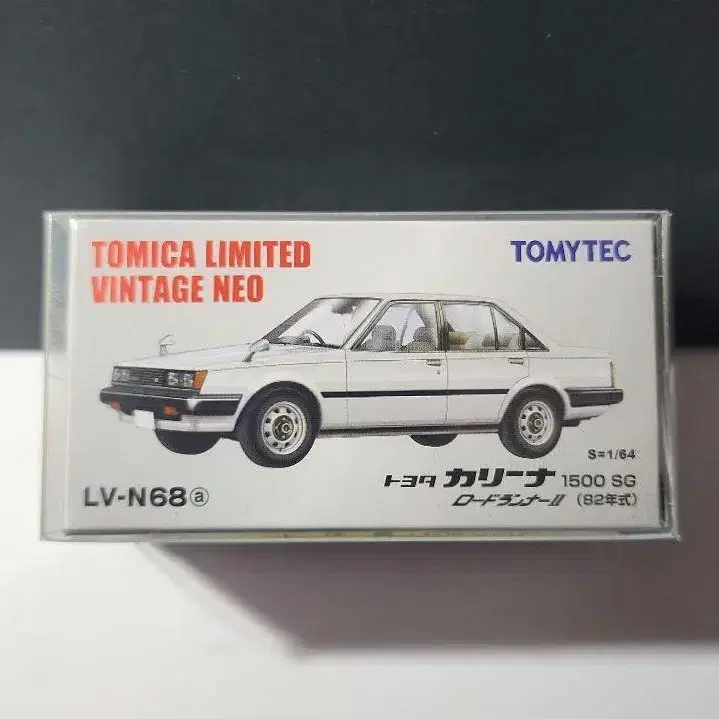 TOMICA LIMITED
VINTAGE NEO
TOMYTEC
S=1/64
トヨタ カリーナ 1500 SG
ロードランナーII (82年式)
LV-N68ⓐ